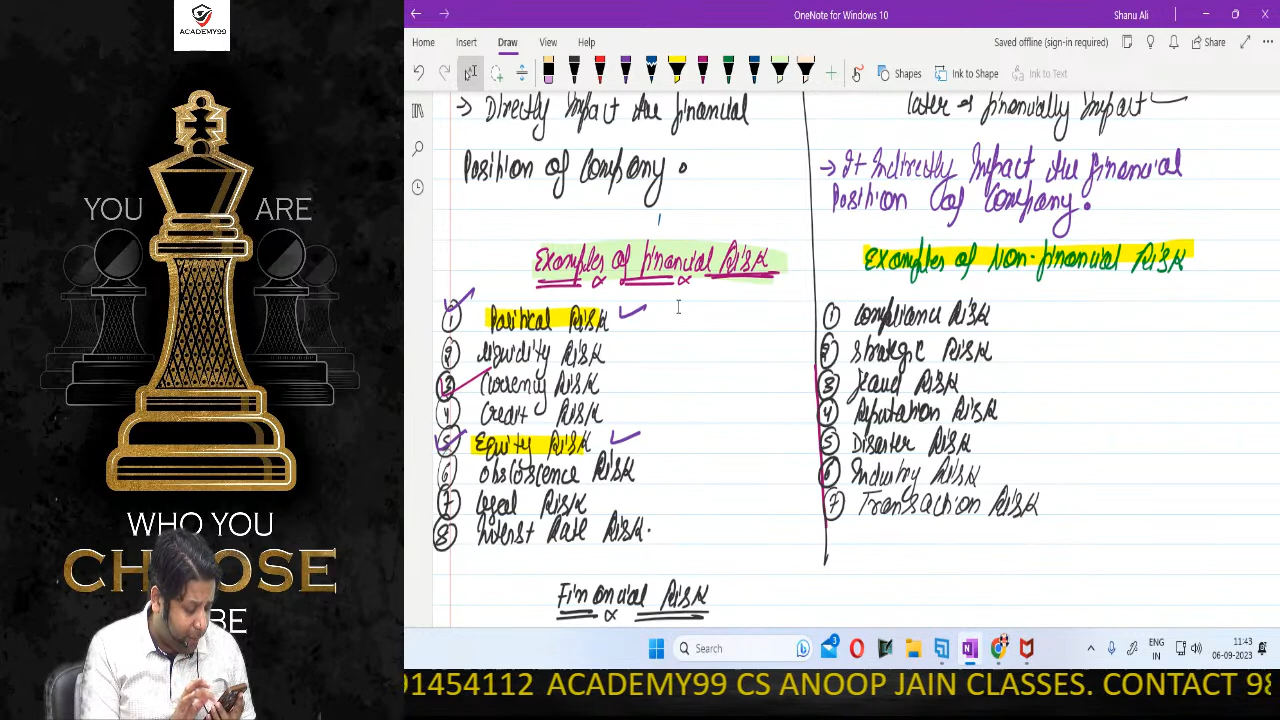 ACADEMY99
YOU ARE
WHO YOU
CHOOSE
BE
OneNote for Windows 10
Shanu Ali
Home Insert Draw View Help
Saved offline (sign-in required)
Share
Shapes
Ink to Shape
Ink to Text
→ Directly Impact the financial
Position of Company.
Examples of financial Risk
① Political Risk
② Liquidity Risk
③ Currency Risk
④ Credit Risk
⑤ Equity Risk
⑥ Obsloscence Risk
⑦ Legal Risk
⑧ Interst Rate Risk.
Financial Risk
later financially impact
→ It Indirectly Impact the financial
Position of Company.
Examples of Non-financial Risk
① Compliance Risk
② Strategic Risk
③ Fraud Risk
④ Reputation Risk
⑤ Disaster Risk
⑥ Industry Risk
⑦ Transaction Risk
Search
3
ENG
IN
11:43
06-09-2023
01454112 ACADEMY99 CS ANOOP JAIN CLASSES. CONTACT 98